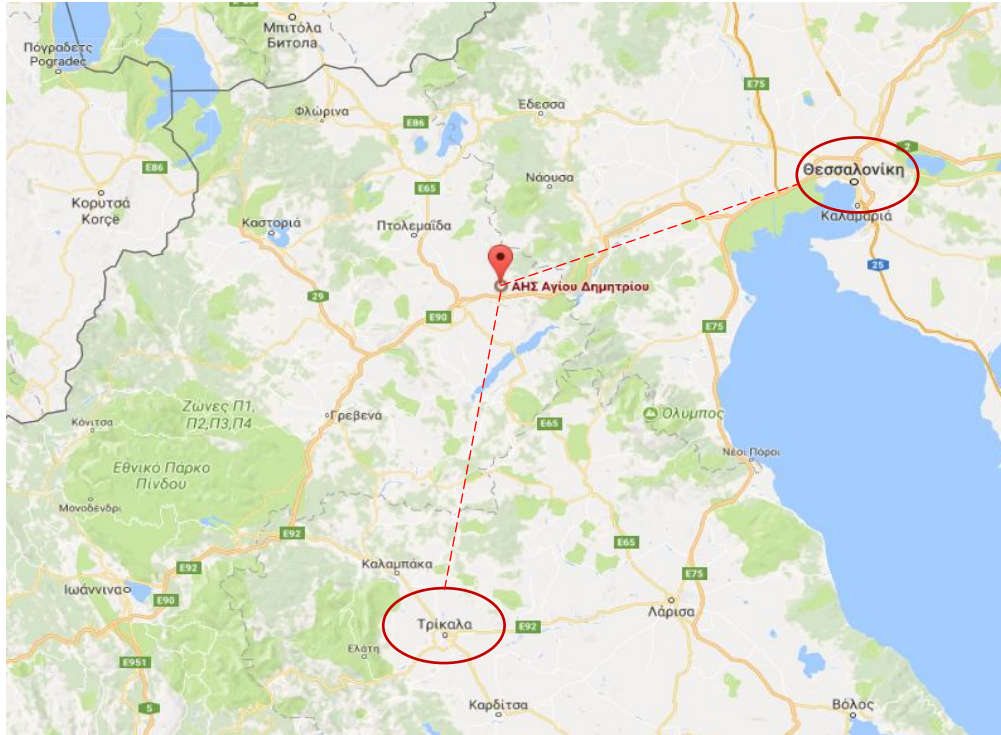 Μπιτόλα
Битола
Πόγραδετς
Pogradec
Φλώρινα
E86
Έδεσσα
E75
2
Θεσσαλονίκη
E86
E65
Νάουσα
Κορυτσά
Korçë
Καστοριά
Πτολεμαΐδα
Καλαμαριά
25
ΑΗΣ Αγίου Δημητρίου
29
E90
E75
Ζώνες Π1,
Π2,Π3,Π4
Γρεβενά
Όλυμπος
Κόνιτσα
E65
Εθνικό Πάρκο
Πίνδου
Νέοι Πόροι
Μονοδένδρι
E92
E65
Καλαμπάκα
E92
E75
Ιωάννινα
E90
Λάρισα
Τρίκαλα
E92
Ελάτη
E951
5
Καρδίτσα
Βόλος